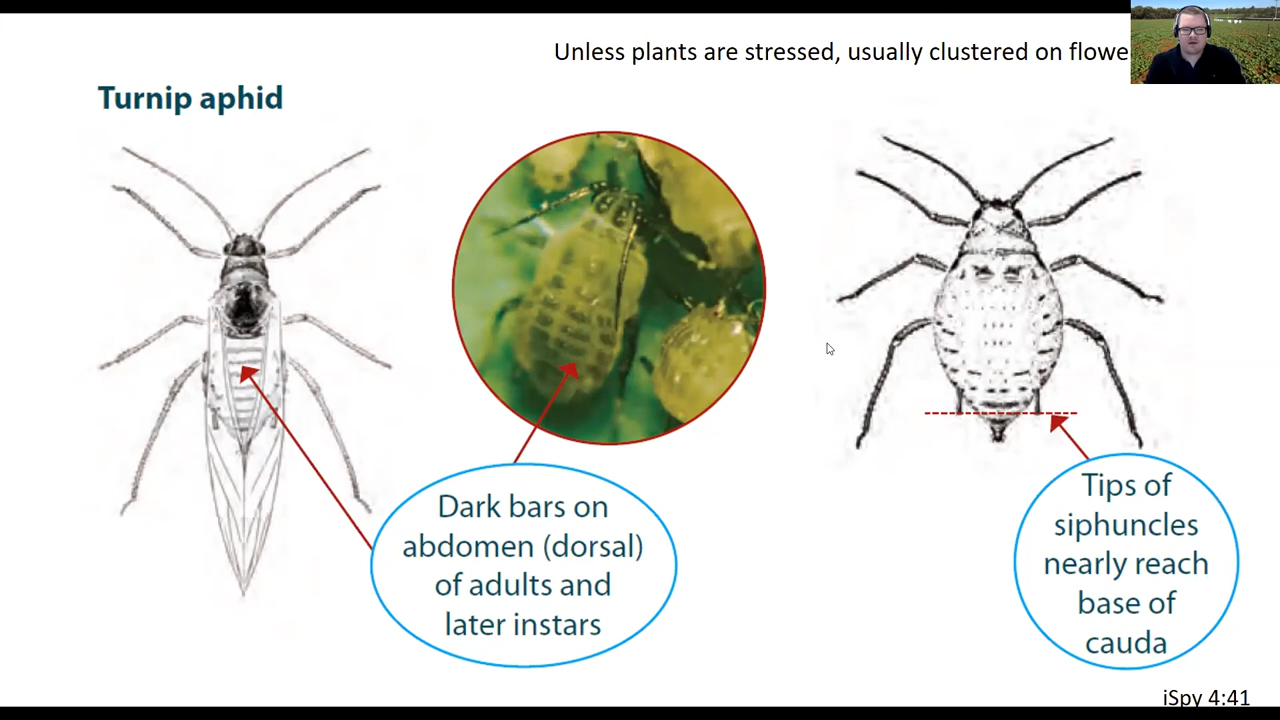 Unless plants are stressed, usually clustered on
Turnip aphid
Dark bars on
abdomen (dorsal)
of adults and
later instars
Tips of
siphuncles
nearly reach
base of
cauda
iSpy 4:41